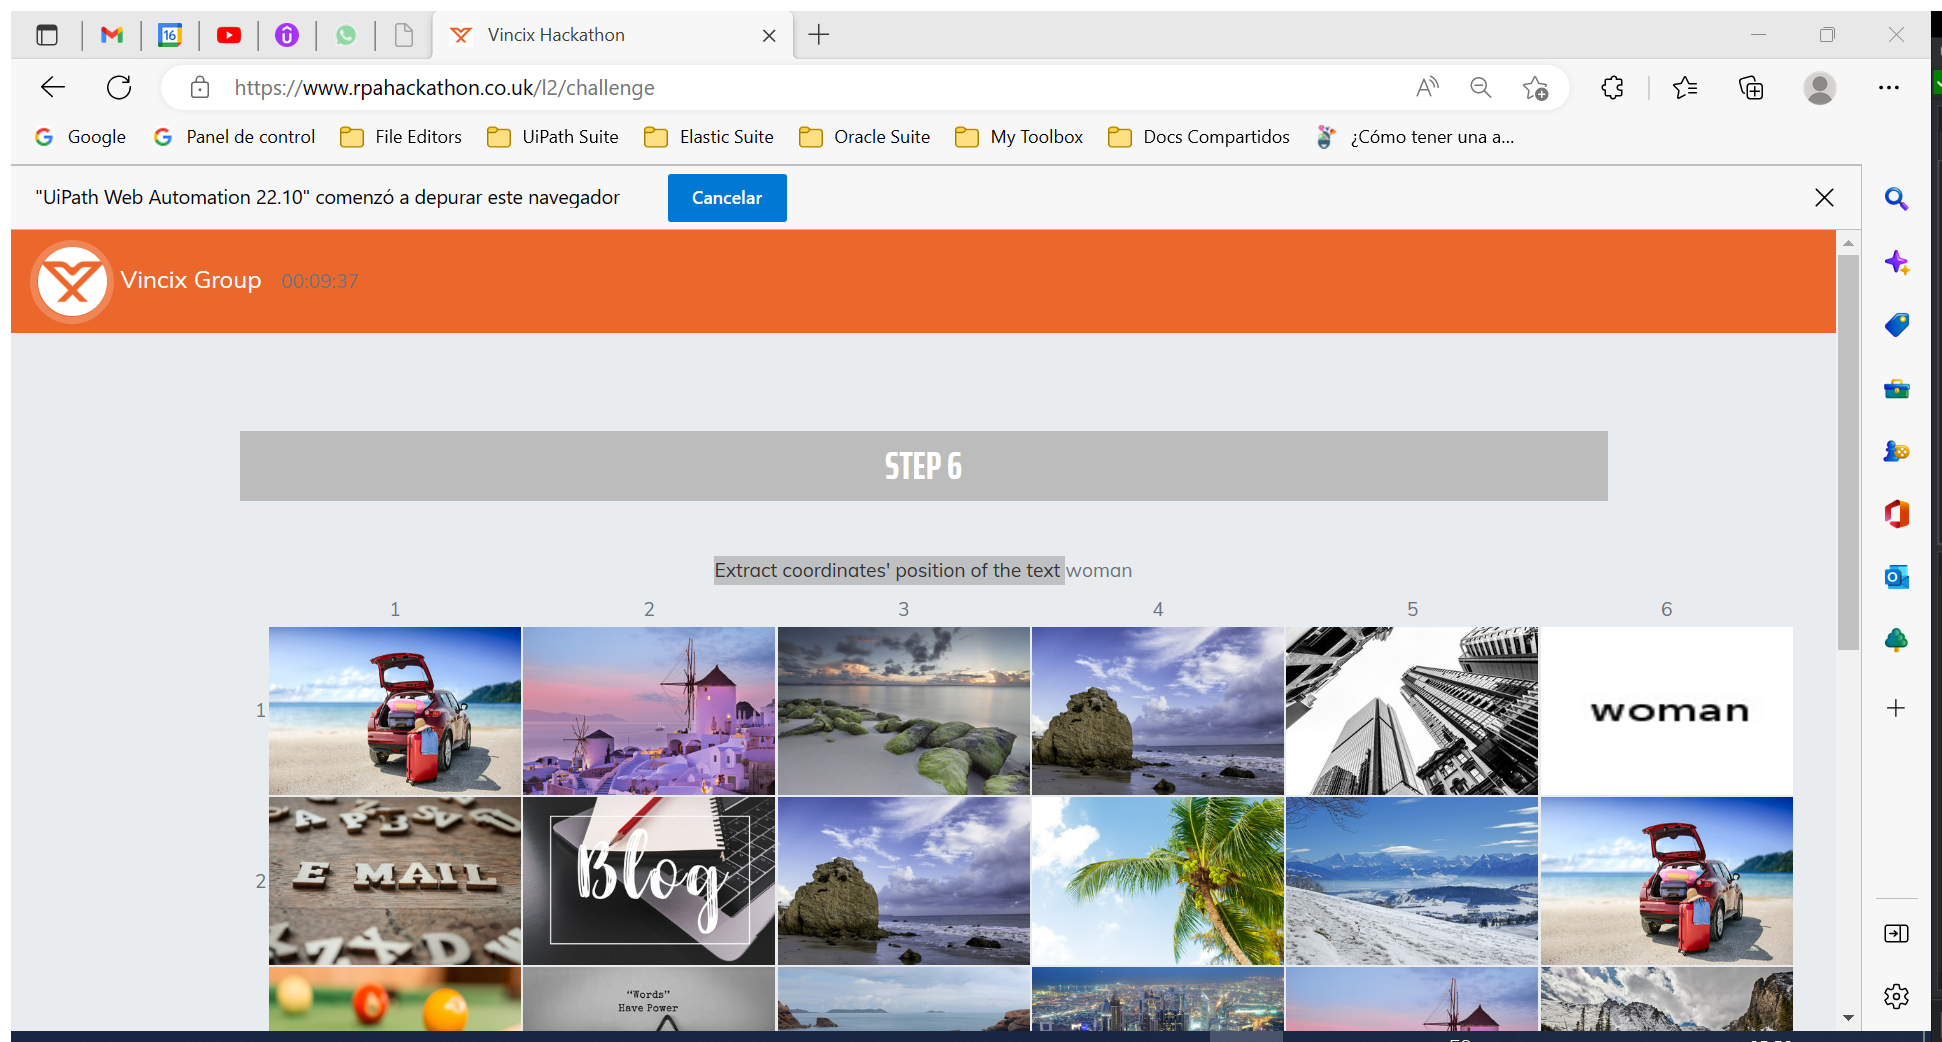 16
Vincix Hackathon
https://www.rpahackathon.co.uk/l2/challenge
Google
Panel de control
File Editors
UiPath Suite
Elastic Suite
Oracle Suite
My Toolbox
Docs Compartidos
¿Cómo tener una a...
"UiPath Web Automation 22.10" comenzó a depurar este navegador
Cancelar
Vincix Group 00:09:37
STEP 6
Extract coordinates' position of the text woman
1 2 3 4 5 6
1
woman
2
E MAIL
Blog
"Words"
Have Power